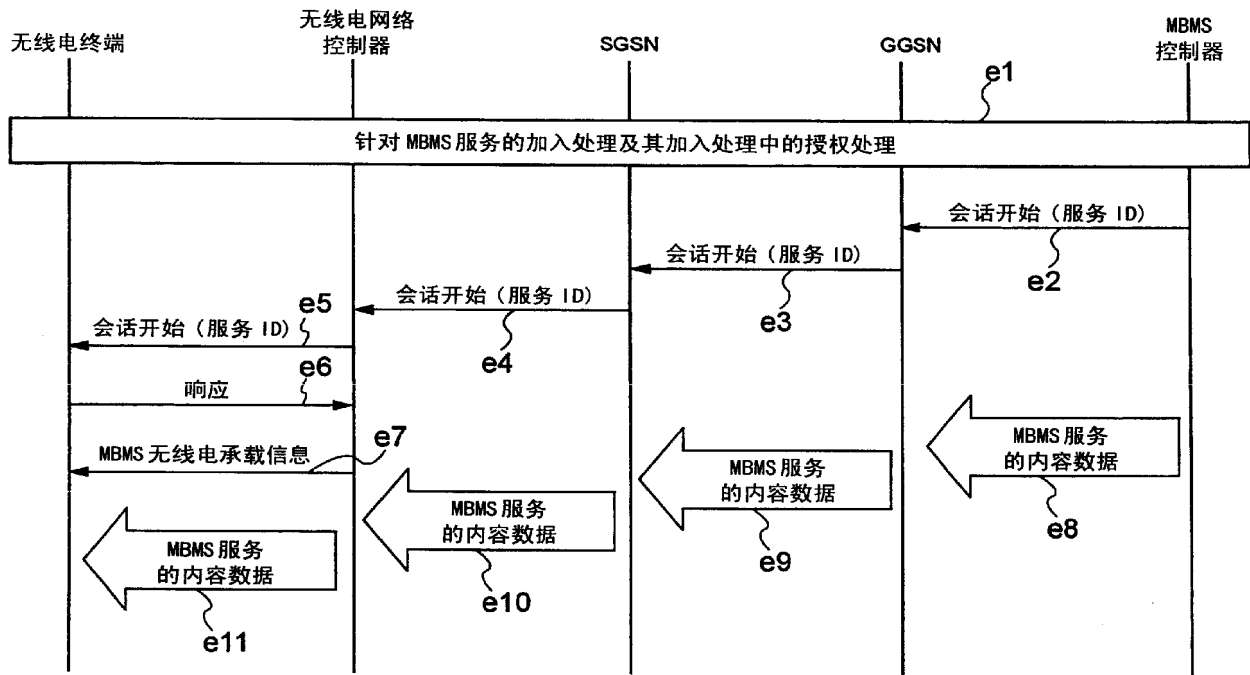 无线电终端
无线电网络
控制器
SGSN
GGSN
MBMS
控制器
e1
针对 MBMS 服务的加入处理及其加入处理中的授权处理
会话开始 (服务 ID)
e2
会话开始 (服务 ID)
e3
会话开始 (服务 ID)
e4
e5
会话开始 (服务 ID)
e6
响应
e7
MBMS 无线电承载信息
MBMS 服务
的内容数据
e8
MBMS 服务
的内容数据
e9
MBMS 服务
的内容数据
e10
MBMS 服务
的内容数据
e11